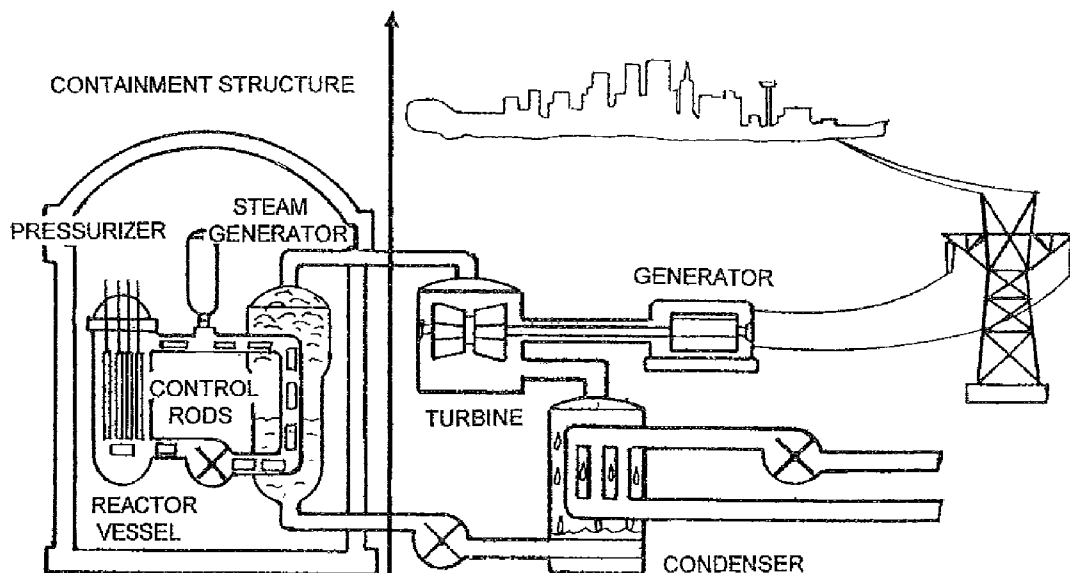 CONTAINMENT STRUCTURE
STEAM
PRESSURIZER
GENERATOR
GENERATOR
CONTROL
RODS
TURBINE
REACTOR
VESSEL
CONDENSER